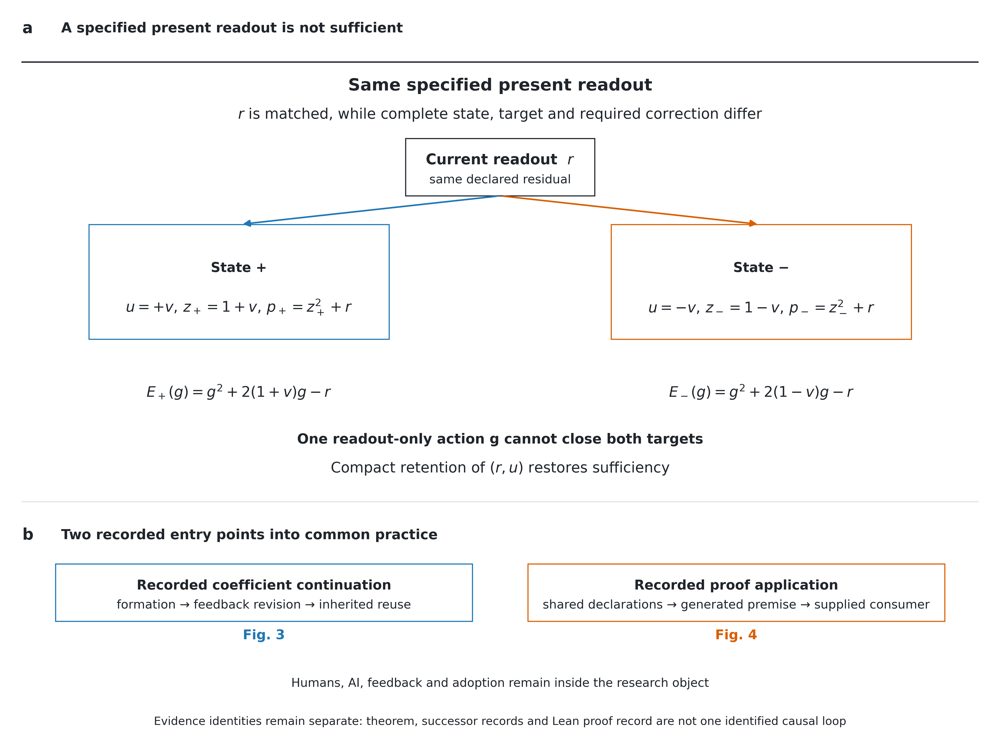 a A specified present readout is not sufficient
Same specified present readout
r is matched, while complete state, target and required correction differ
Current readout r
same declared residual
State +
u = +v, z₊ = 1 + v, p₊ = z₊² + r
State −
u = −v, z₋ = 1 − v, p₋ = z₋² + r
E₊(g) = g² + 2(1 + v)g − r
E₋(g) = g² + 2(1 − v)g − r
One readout-only action g cannot close both targets
Compact retention of (r, u) restores sufficiency
b Two recorded entry points into common practice
Recorded coefficient continuation
formation → feedback revision → inherited reuse
Fig. 3
Recorded proof application
shared declarations → generated premise → supplied consumer
Fig. 4
Humans, AI, feedback and adoption remain inside the research object
Evidence identities remain separate: theorem, successor records and Lean proof record are not one identified causal loop